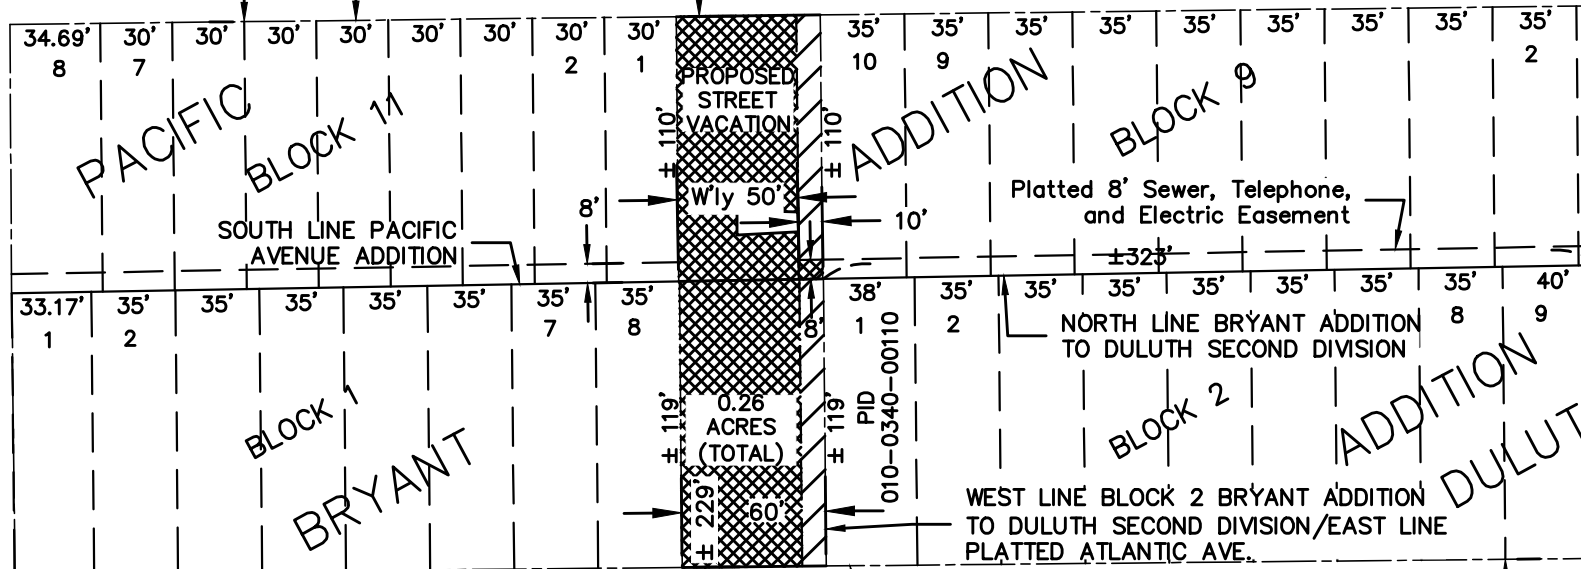 34.69' 30' 30' 30' 30' 30' 30' 30' 30' 35' 35' 35' 35' 35' 35' 35' 35' 35'
8 7 2 1 10 9 2
PROPOSED
STREET
VACATION
PACIFIC
BLOCK 11
± 110'
± 110'
ADDITION
BLOCK 9
W'ly 50'
10'
8'
Platted 8' Sewer, Telephone,
and Electric Easement
SOUTH LINE PACIFIC
AVENUE ADDITION
±323'
33.17' 35' 35' 35' 35' 35' 35' 35' 38' 35' 35' 35' 35' 35' 35' 35' 40'
1 2 7 8 8' 1 2 8 9
NORTH LINE BRYANT ADDITION
TO DULUTH SECOND DIVISION
BLOCK 1
BRYANT
± 119'
0.26
ACRES
(TOTAL)
± 119'
PID
010-0340-00110
BLOCK 2
ADDITION
DULUT
± 229'
60'
WEST LINE BLOCK 2 BRYANT ADDITION
TO DULUTH SECOND DIVISION/EAST LINE
PLATTED ATLANTIC AVE.